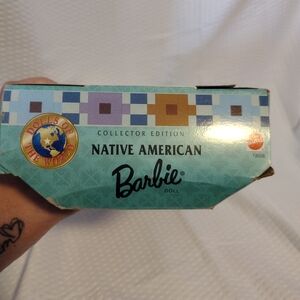 DOLLS OF
THE WORLD
COLLECTOR EDITION
NATIVE AMERICAN
Barbie®
DOLL